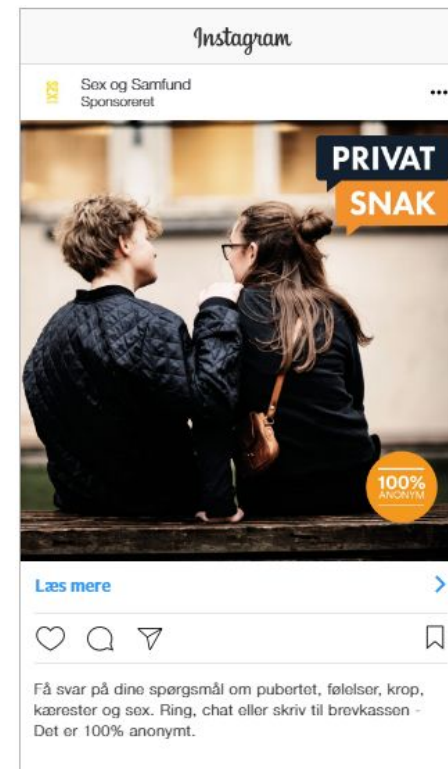 Instagram
SEX!
Sex og Samfund
Sponsoreret
PRIVAT
SNAK
100%
ANONYM
Læs mere
Få svar på dine spørgsmål om pubertet, følelser, krop,
kærester og sex. Ring, chat eller skriv til brevkassen -
Det er 100% anonymt.